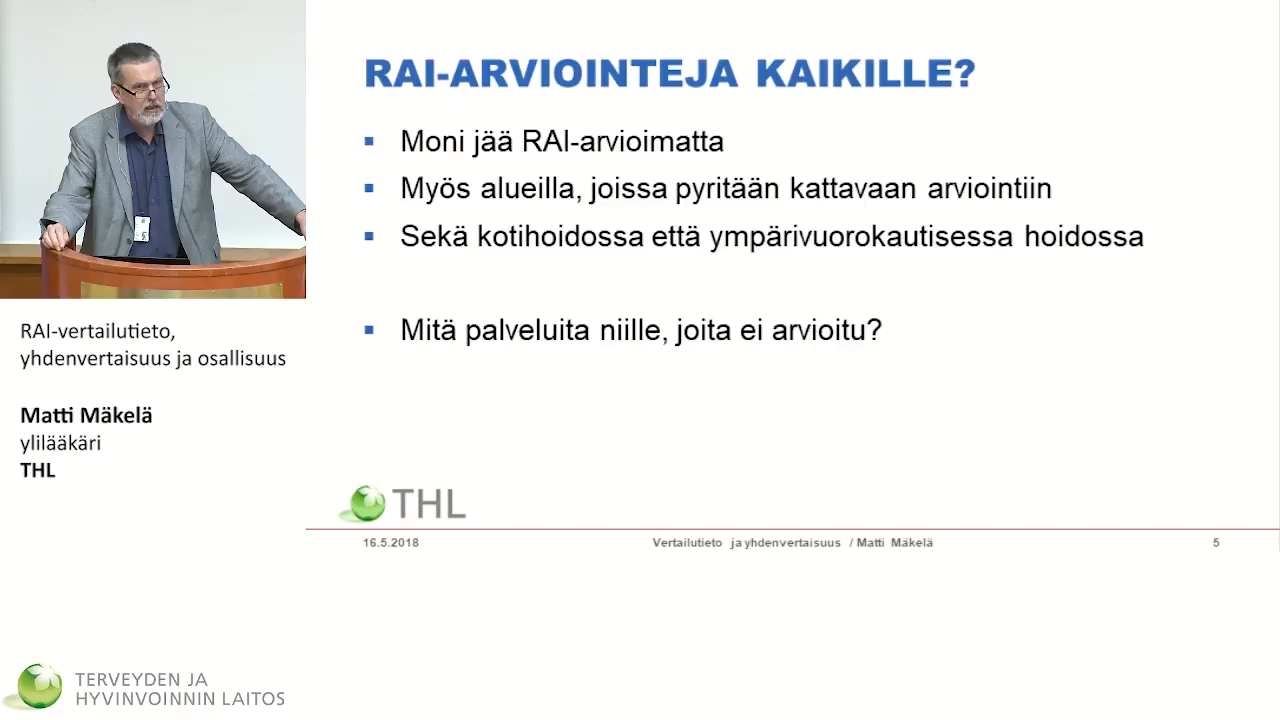 RAI-ARVIOINTEJA KAIKILLE?
Moni jää RAI-arvioimatta
Myös alueilla, joissa pyritään kattavaan arviointiin
Sekä kotihoidossa että ympärivuorokautisessa hoidossa
Mitä palveluita niille, joita ei arvioitu?
RAI-vertailutieto,
yhdenvertaisuus ja osallisuus
Matti Mäkelä
ylilääkäri
THL
THL
16.5.2018 Vertailutieto ja yhdenvertaisuus / Matti Mäkelä 5
TERVEYDEN JA
HYVINVOINNIN LAITOS